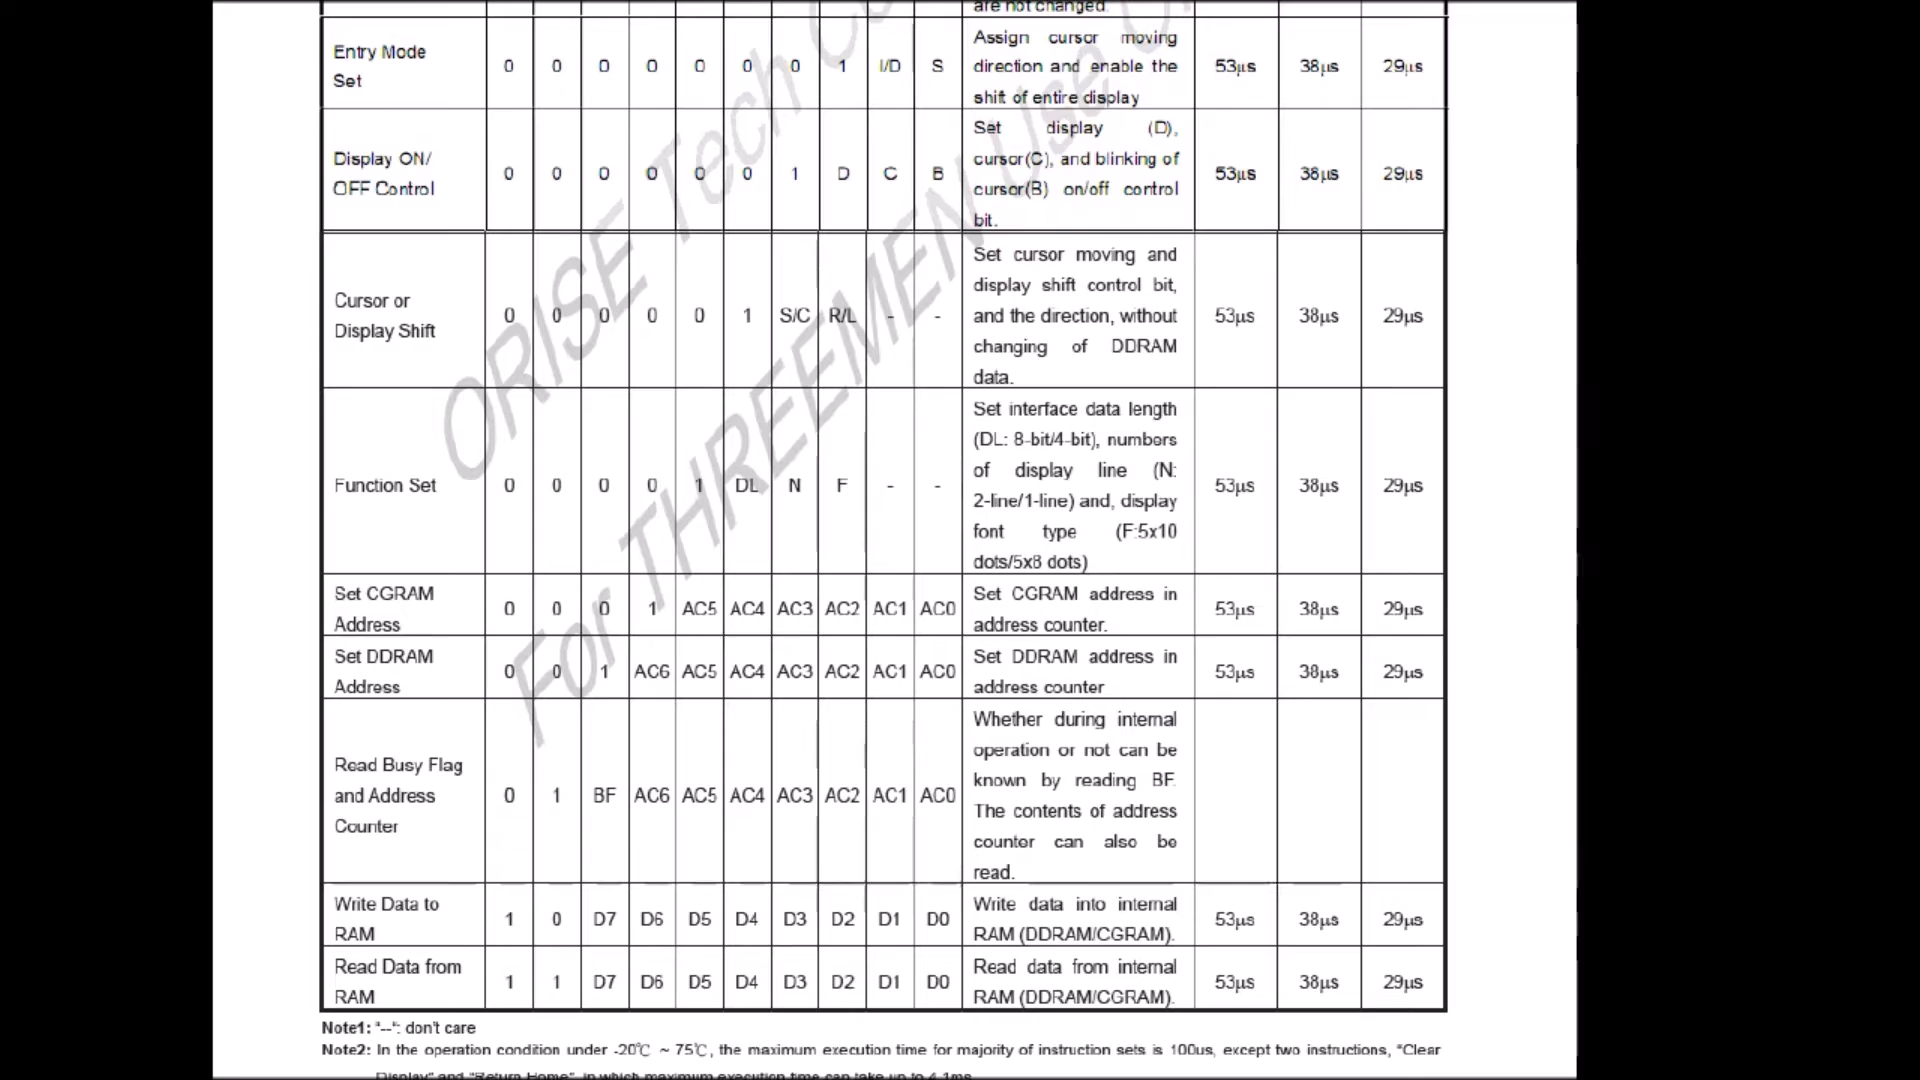 are not changed.
Entry Mode
Set
0 0 0 0 0 0 0 1 I/D S
Assign cursor moving
direction and enable the
shift of entire display
53µs 38µs 29µs
Display ON/
OFF Control
0 0 0 0 0 0 1 D C B
Set display (D),
cursor(C), and blinking of
cursor(B) on/off control
bit.
53µs 38µs 29µs
Cursor or
Display Shift
0 0 0 0 0 1 S/C R/L - -
Set cursor moving and
display shift control bit,
and the direction, without
changing of DDRAM
data.
53µs 38µs 29µs
Function Set
0 0 0 0 1 DL N F - -
Set interface data length
(DL: 8-bit/4-bit), numbers
of display line (N:
2-line/1-line) and, display
font type (F:5x10
dots/5x8 dots)
53µs 38µs 29µs
Set CGRAM
Address
0 0 0 1 AC5 AC4 AC3 AC2 AC1 AC0
Set CGRAM address in
address counter.
53µs 38µs 29µs
Set DDRAM
Address
0 0 1 AC6 AC5 AC4 AC3 AC2 AC1 AC0
Set DDRAM address in
address counter
53µs 38µs 29µs
Read Busy Flag
and Address
Counter
0 1 BF AC6 AC5 AC4 AC3 AC2 AC1 AC0
Whether during internal
operation or not can be
known by reading BF.
The contents of address
counter can also be
read.
Write Data to
RAM
1 0 D7 D6 D5 D4 D3 D2 D1 D0
Write data into internal
RAM (DDRAM/CGRAM).
53µs 38µs 29µs
Read Data from
RAM
1 1 D7 D6 D5 D4 D3 D2 D1 D0
Read data from internal
RAM (DDRAM/CGRAM).
53µs 38µs 29µs
Note1: "--": don't care
Note2: In the operation condition under -20℃ ~ 75℃, the maximum execution time for majority of instruction sets is 100us, except two instructions, "Clear
Display" and "Return Home", in which maximum execution time can take up to 4.1ms
ORISE Tech
For THREEMEN Use